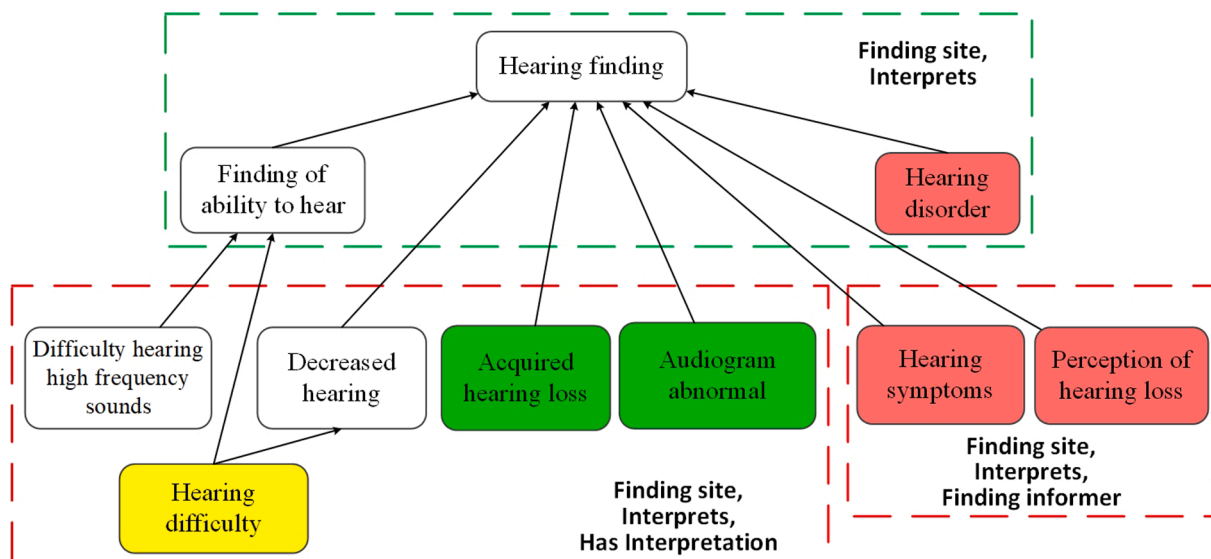 Hearing finding
Finding site,
Interprets
Finding of
ability to hear
Hearing
disorder
Difficulty hearing
high frequency
sounds
Decreased
hearing
Acquired
hearing loss
Audiogram
abnormal
Hearing
symptoms
Perception of
hearing loss
Hearing
difficulty
Finding site,
Interprets,
Has Interpretation
Finding site,
Interprets,
Finding informer